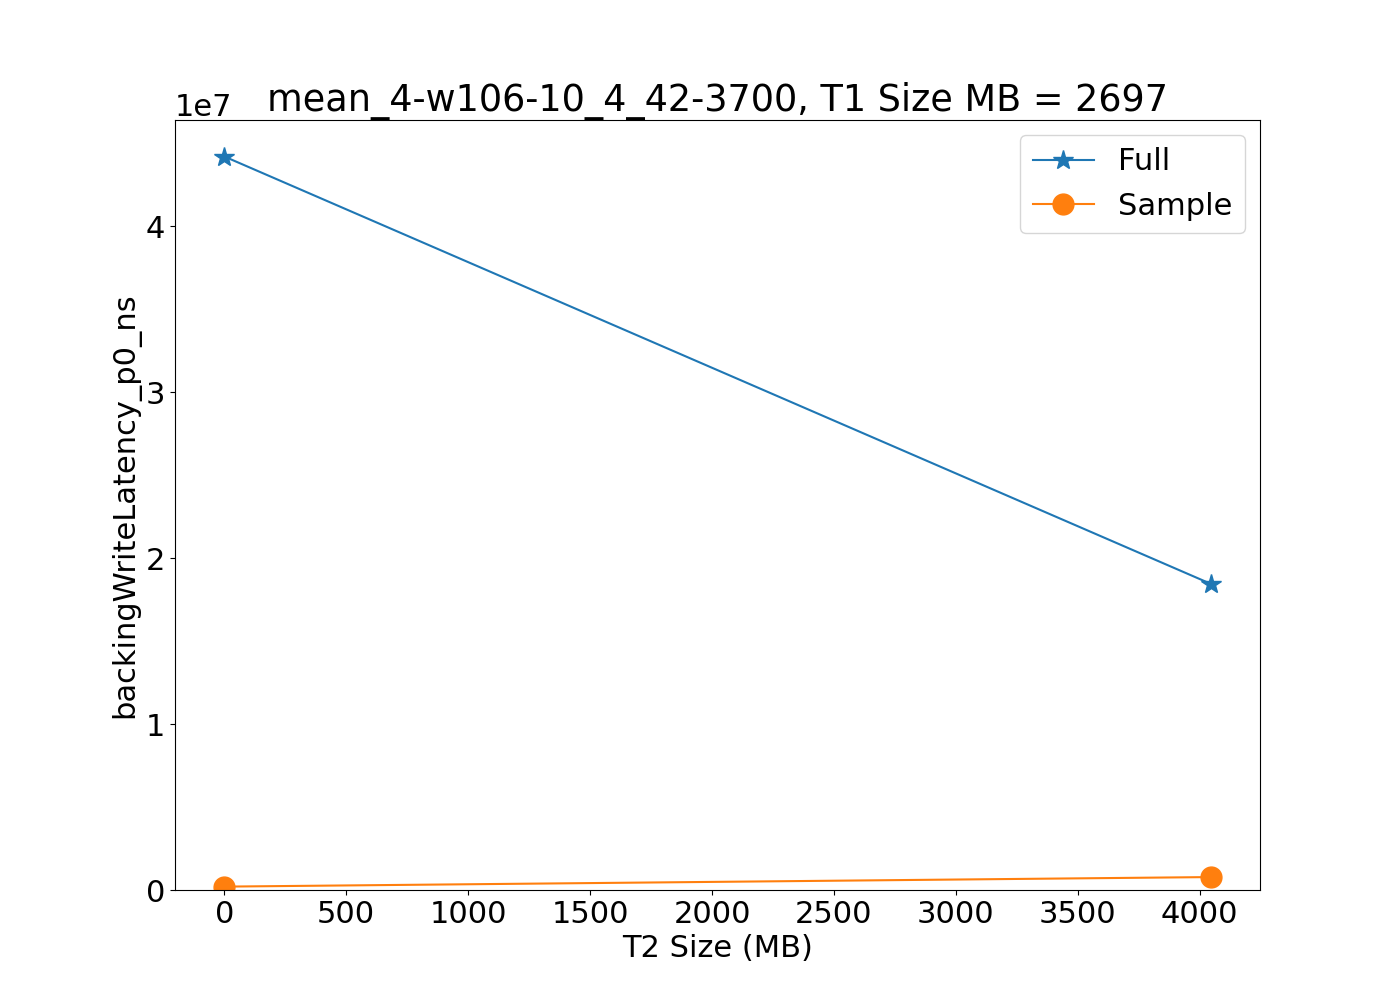 1e7
mean_4-w106-10_4_42-3700, T1 Size MB = 2697
Full
Sample
backingWriteLatency_p0_ns
4
3
2
1
0
0 500 1000 1500 2000 2500 3000 3500 4000
T2 Size (MB)